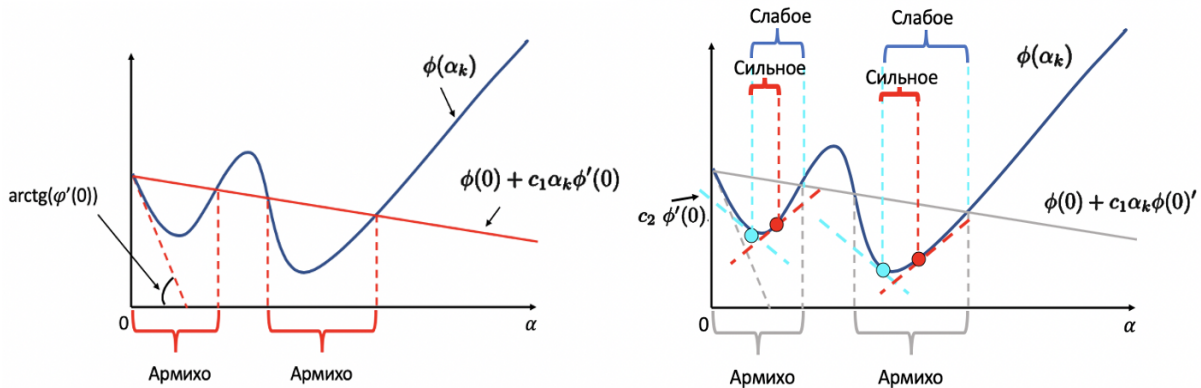 ϕ(αₖ)
arctg(φ′(0))
ϕ(0) + c₁αₖϕ′(0)
0
α
Армихо
Армихо
Слабое
Слабое
Сильное
Сильное
ϕ(αₖ)
c₂ ϕ′(0).
ϕ(0) + c₁αₖϕ(0)′
0
α
Армихо
Армихо